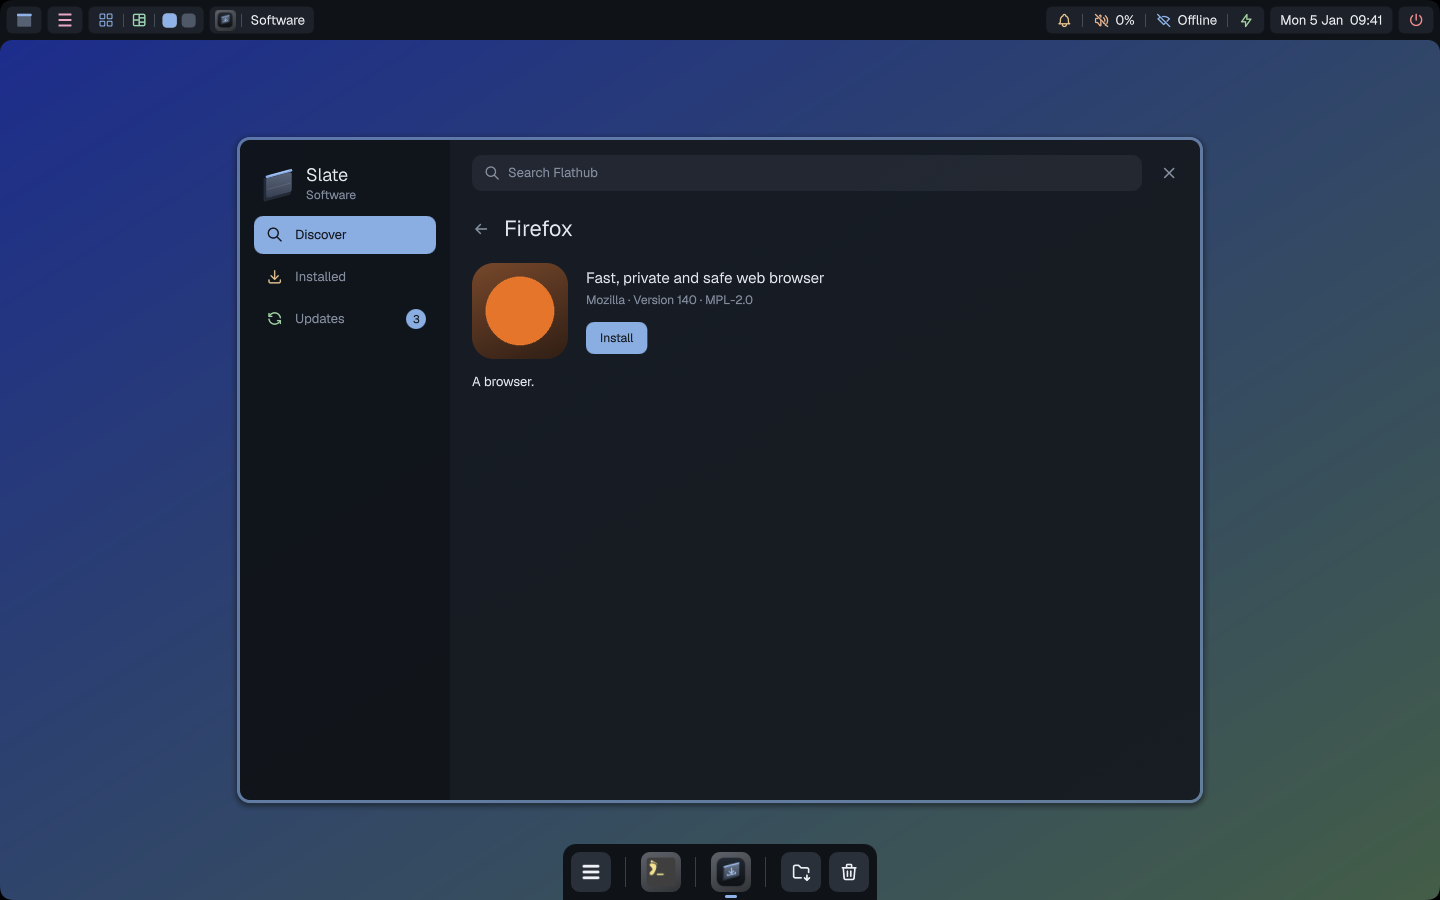 Software
0%
Offline
Mon 5 Jan 09:41
Slate
Software
Search Flathub
Discover
Installed
Updates
3
Firefox
Fast, private and safe web browser
Mozilla · Version 140 · MPL-2.0
Install
A browser.